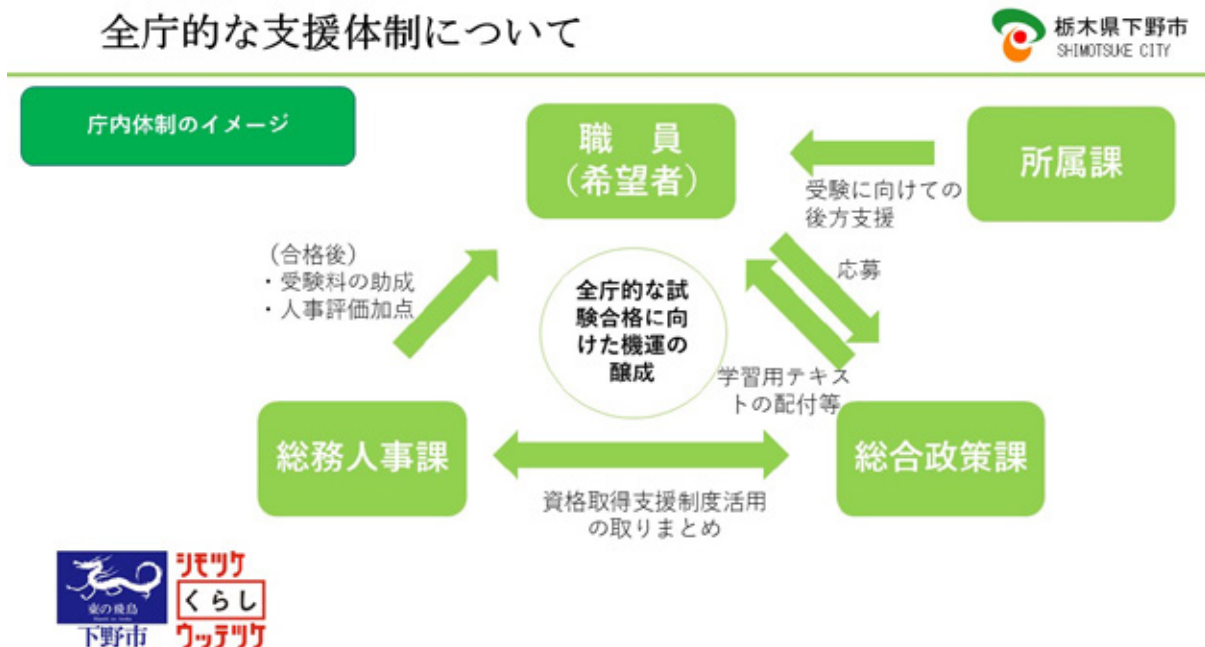 全庁的な支援体制について
栃木県下野市
SHIMOTSUKE CITY
庁内体制のイメージ
職 員
（希望者）
所属課
受験に向けての
後方支援
（合格後）
・受験料の助成
・人事評価加点
応募
全庁的な試
験合格に向
けた機運の
醸成
学習用テキス
トの配付等
総務人事課
総合政策課
資格取得支援制度活用
の取りまとめ
東の飛鳥
下野市
シモツケ
くらし
ウッテツケ